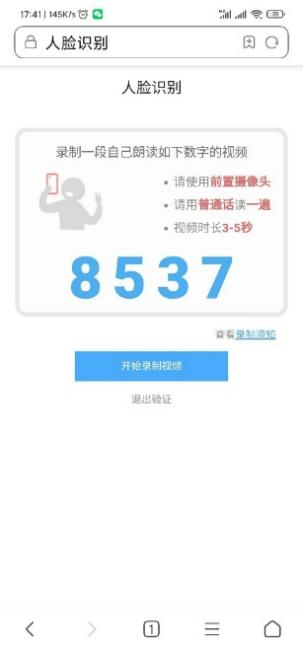 17:41 | 145K/s
人脸识别
人脸识别
录制一段自己朗读如下数字的视频
• 请使用前置摄像头
• 请用普通话读一遍
• 视频时长3-5秒
8537
查看录制须知
开始录制视频
退出验证
1